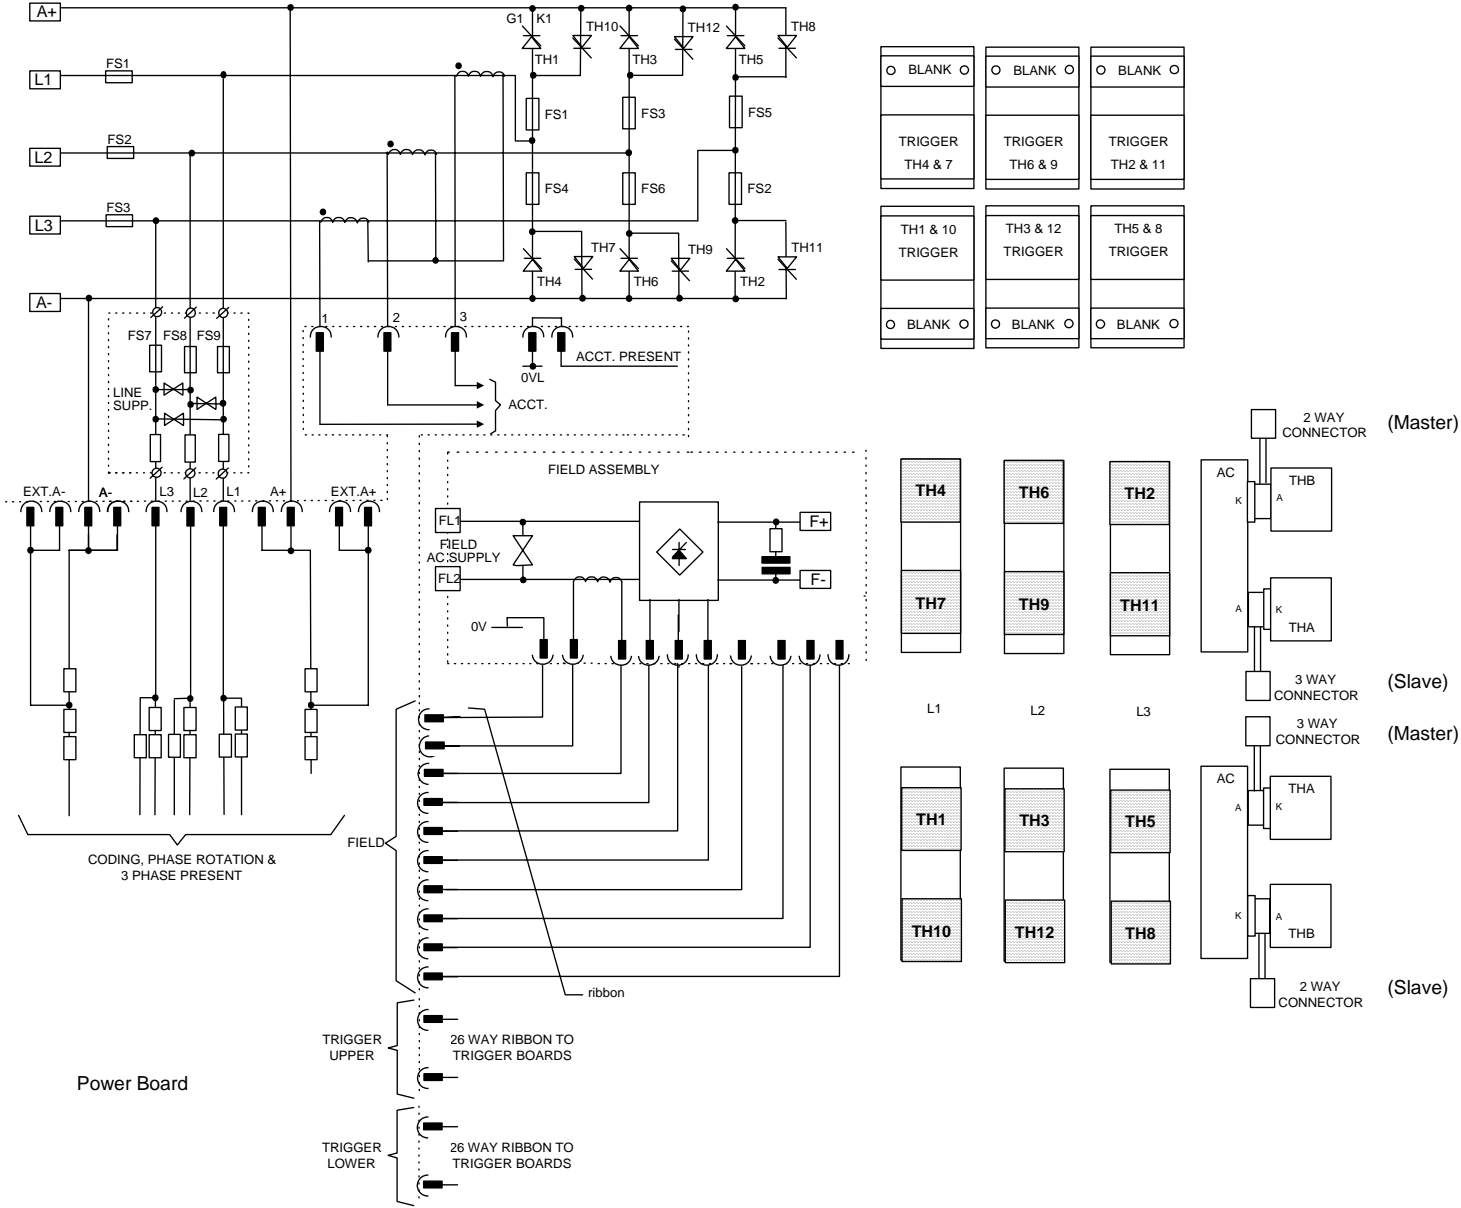 A+
G1 K1
TH10
TH12
TH8
TH1
TH3
TH5
L1
FS1
FS1
FS3
FS5
L2
FS2
FS4
FS6
FS2
L3
FS3
TH7
TH9
TH11
TH4
TH6
TH2
A-
1
2
3
FS7
FS8
FS9
LINE
SUPP.
0VL
ACCT. PRESENT
ACCT.
EXT.A-
A-
L3
L2
L1
A+
EXT.A+
FIELD ASSEMBLY
FL1
FIELD
AC SUPPLY
FL2
F+
F-
0V
CODING, PHASE ROTATION &
3 PHASE PRESENT
FIELD
ribbon
TRIGGER
UPPER
26 WAY RIBBON TO
TRIGGER BOARDS
Power Board
TRIGGER
LOWER
26 WAY RIBBON TO
TRIGGER BOARDS
BLANK
BLANK
BLANK
TRIGGER
TH4 & 7
TRIGGER
TH6 & 9
TRIGGER
TH2 & 11
TH1 & 10
TRIGGER
TH3 & 12
TRIGGER
TH5 & 8
TRIGGER
BLANK
BLANK
BLANK
2 WAY
CONNECTOR
(Master)
TH4
TH6
TH2
AC
K
A
THB
TH7
TH9
TH11
A
K
THA
3 WAY
CONNECTOR
(Slave)
L1
L2
L3
3 WAY
CONNECTOR
(Master)
TH1
TH3
TH5
AC
A
K
THA
TH10
TH12
TH8
K
A
THB
2 WAY
CONNECTOR
(Slave)